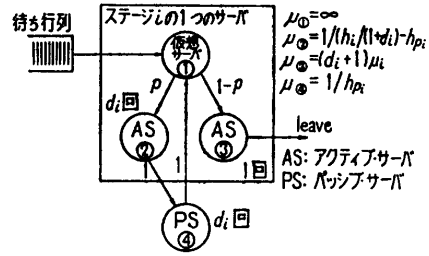 待ち行列
ステージiの1つのサーバ
仮想
サーバ
①
μ①=∞
μ②=1/(hi/(1+di)-hpi)
μ③=(di+1)μi
μ④=1/hpi
p
1-p
di回
AS
②
AS
③
leave
1
1
1回
AS: アクティブ・サーバ
PS: パッシブ・サーバ
PS
④
di回